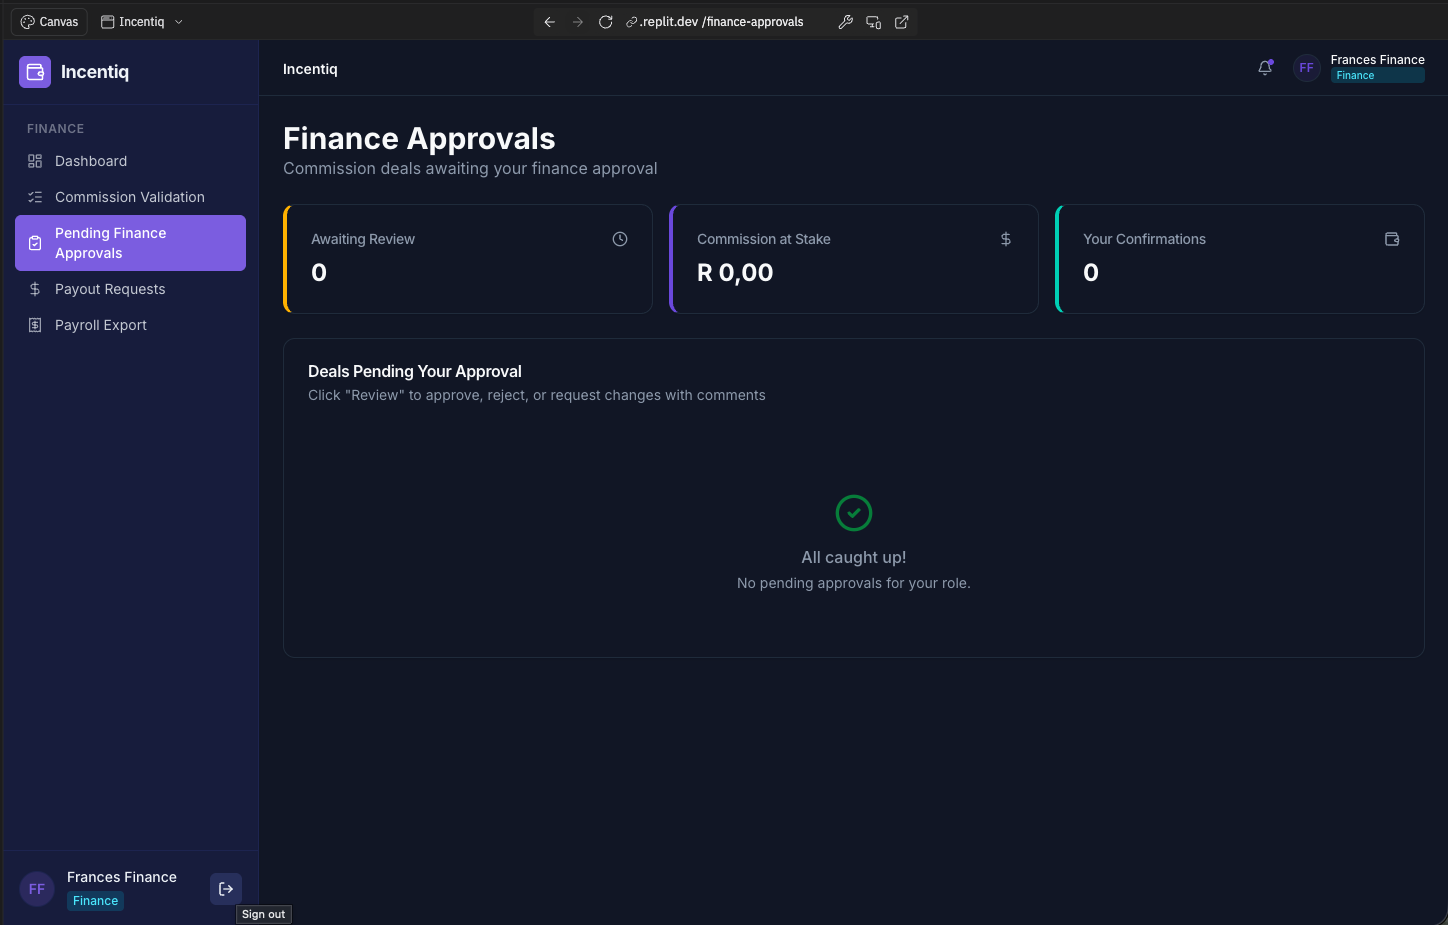 Canvas
Incentiq
.replit.dev /finance-approvals
Incentiq
FINANCE
Dashboard
Commission Validation
Pending Finance
Approvals
Payout Requests
Payroll Export
FF
Frances Finance
Finance
Sign out
Incentiq
FF
Frances Finance
Finance
Finance Approvals
Commission deals awaiting your finance approval
Awaiting Review
0
Commission at Stake
R 0,00
Your Confirmations
0
Deals Pending Your Approval
Click "Review" to approve, reject, or request changes with comments
All caught up!
No pending approvals for your role.